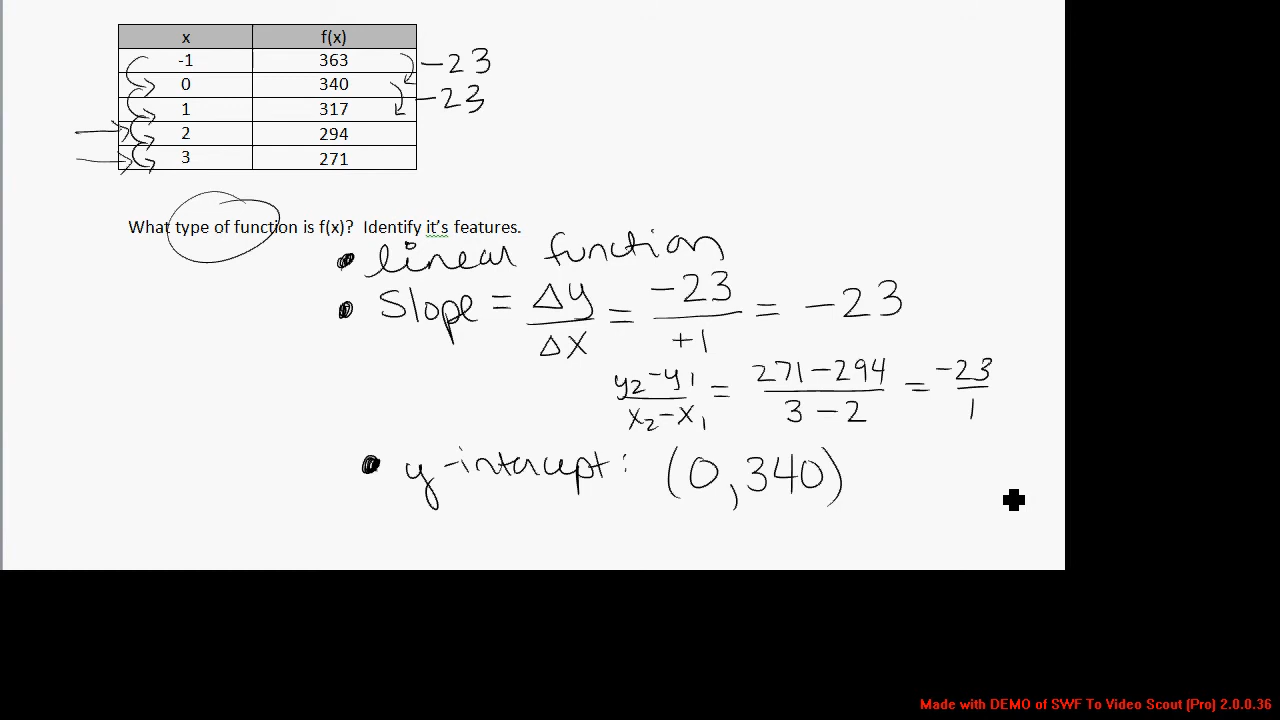 x f(x)
-1 363 -23
0 340 -23
1 317
2 294
3 271
What type of function is f(x)? Identify it's features.
• linear function
• Slope = Δy/Δx = -23/+1 = -23
y₂-y₁/x₂-x₁ = 271-294/3-2 = -23/1
• y-intercept: (0,340)
Made with DEMO of SWF To Video Scout (Pro) 2.0.0.36